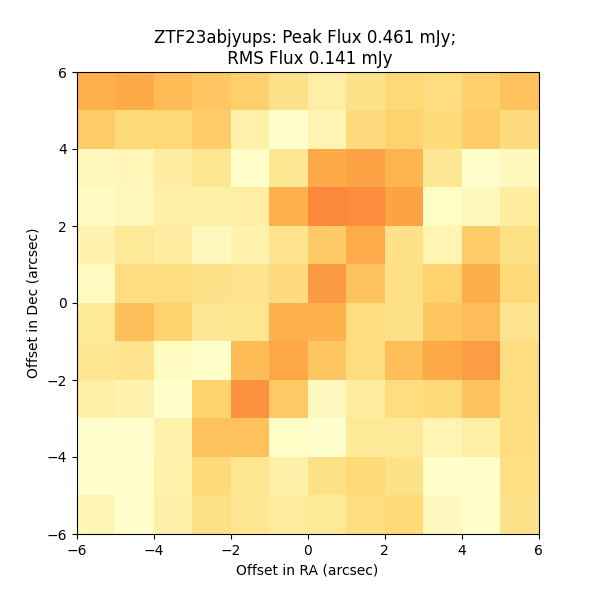 ZTF23abjyups: Peak Flux 0.461 mJy;
RMS Flux 0.141 mJy
6
4
2
0
−2
−4
−6
Offset in Dec (arcsec)
−6 −4 −2 0 2 4 6
Offset in RA (arcsec)